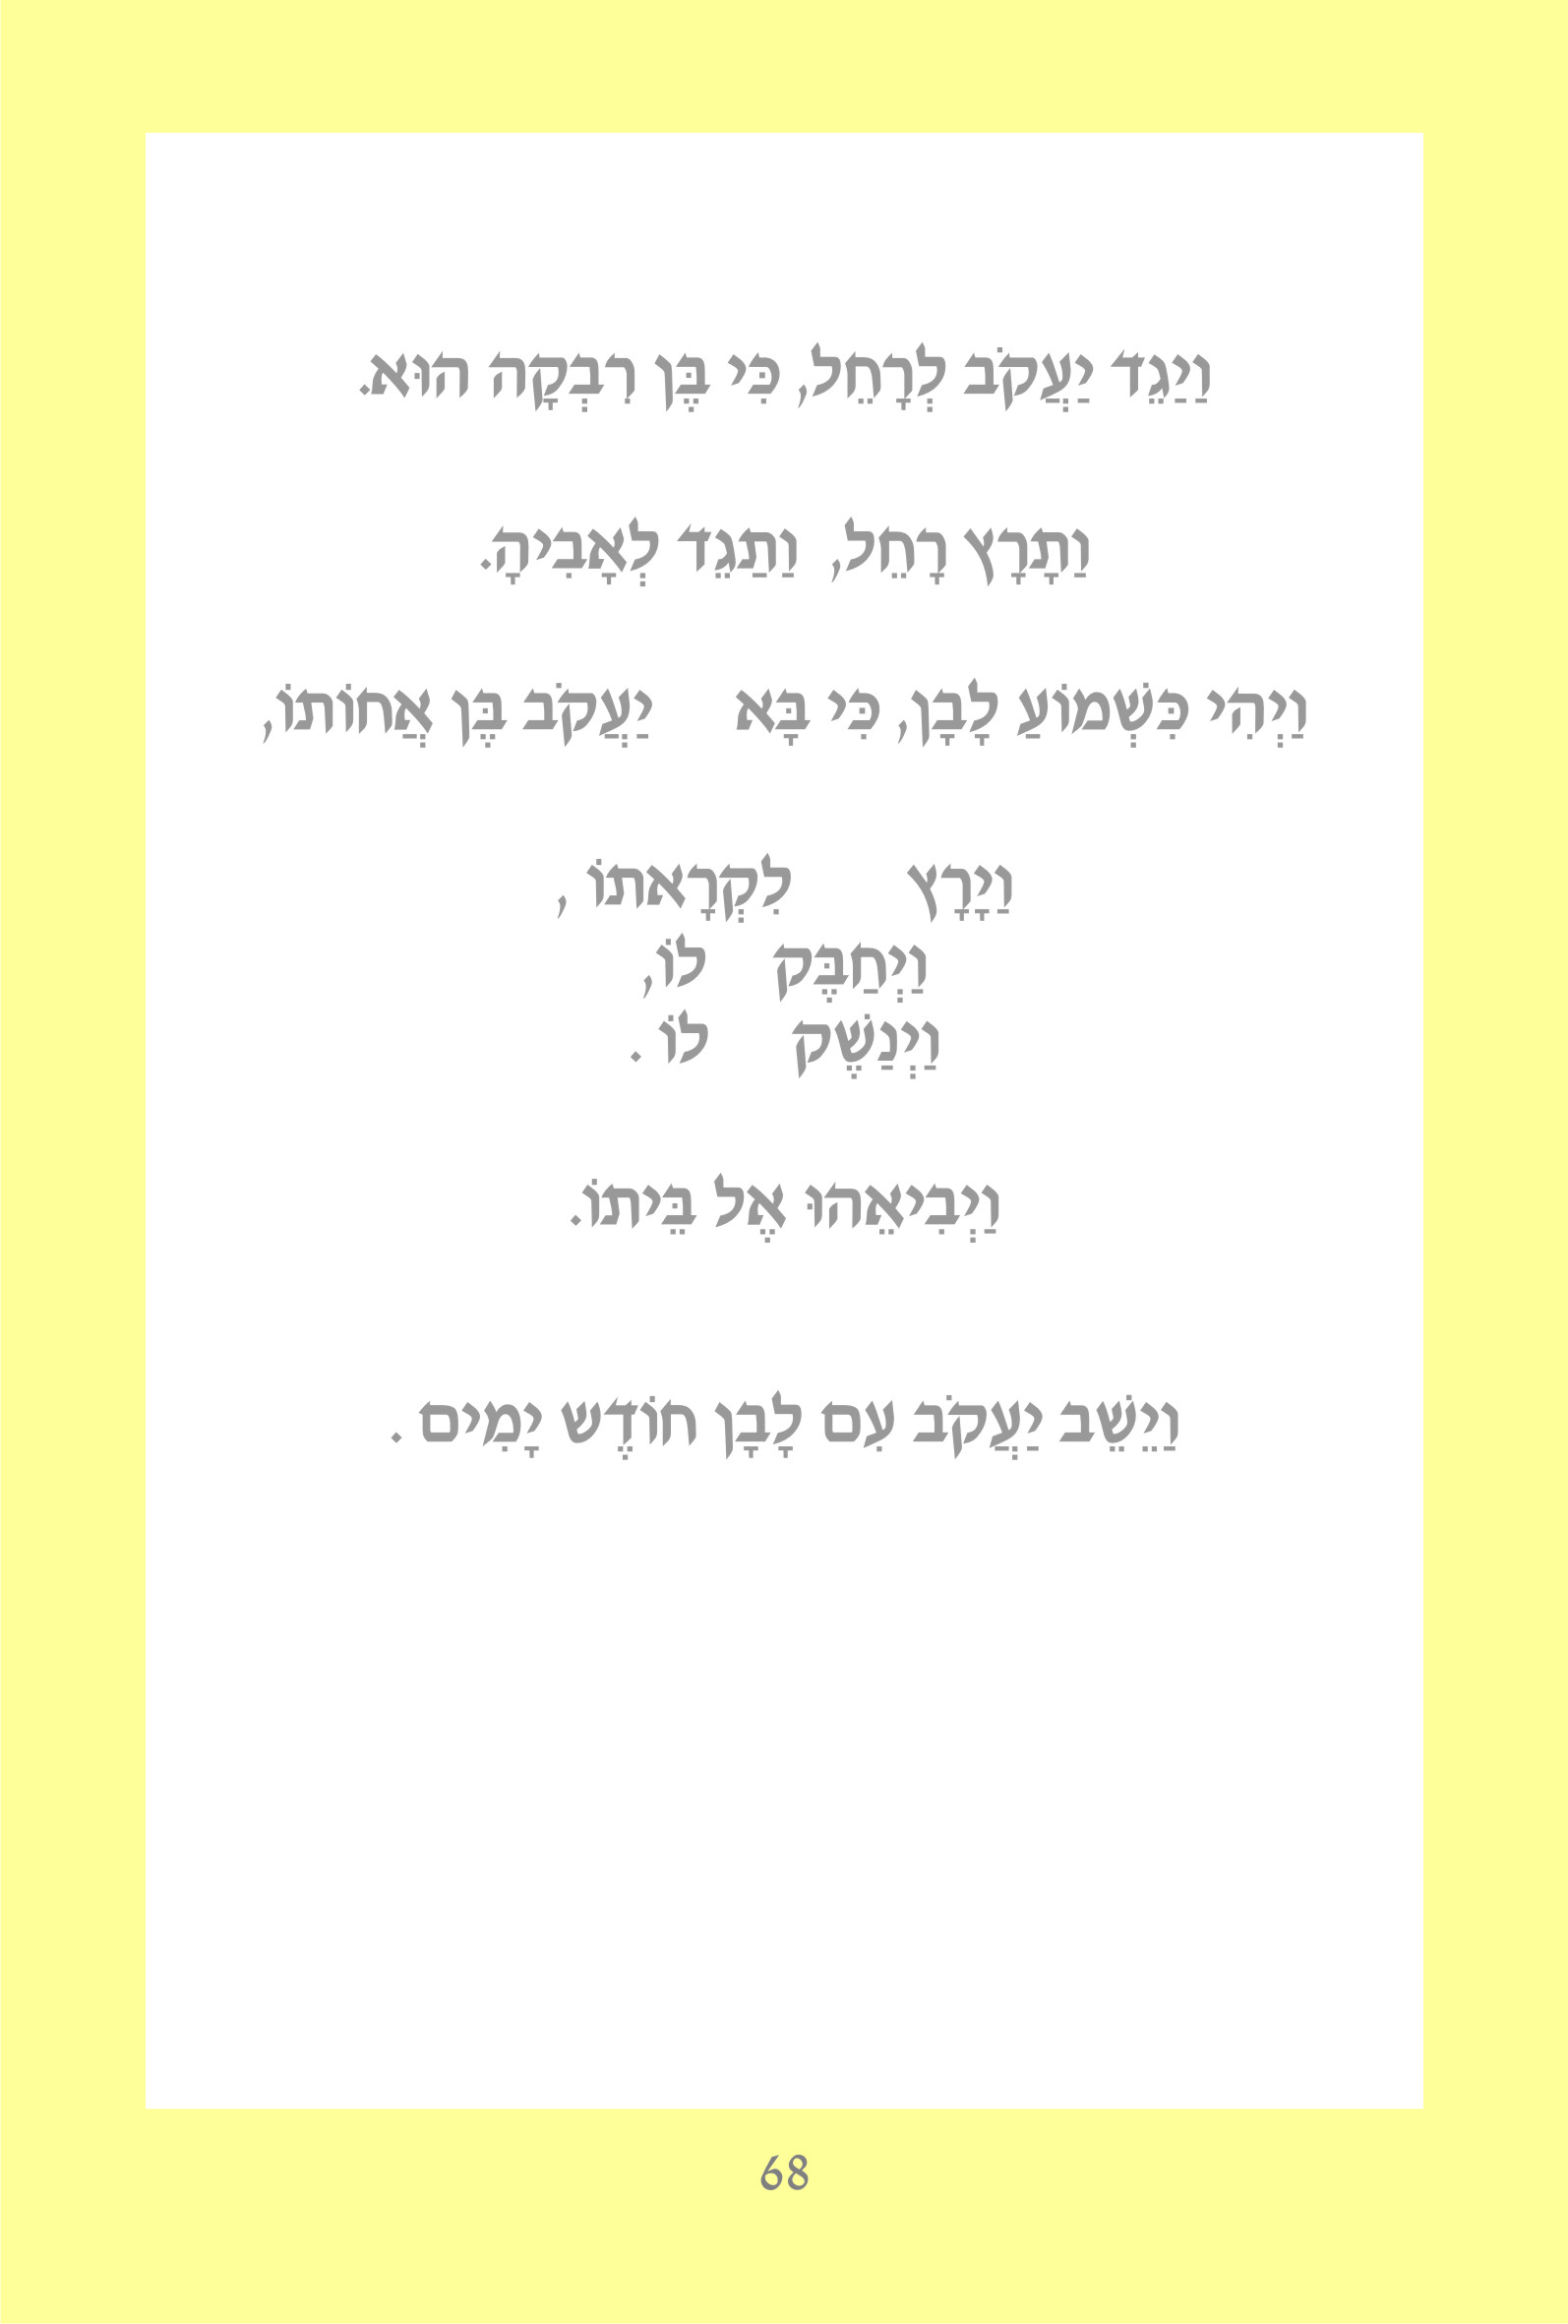 וַיַגֵד יַעֲקֹב לְרָחֵל, כִּי בֶּן רִבְקָה הוּא.
וַתָרָץ רָחֵל, וַתַגֵד לְאָבִיהָ.
וַיְהִי כִּשְׁמוֹעַ לָבָן, כִּי בָּא יַעֲקֹב בֶּן אֲחוֹתוֹ,
וַיָרָץ לִקְרָאתוֹ ,
וַיְחַבֶּק לוֹ,
וַיְנַשֶׁק לוֹ .
וַיְבִיאֵהוּ אֶל בֵּיתוֹ.
וַיֵשֵׁב יַעֲקֹב עִם לָבָן חוֹדֶש יָמִים .
68